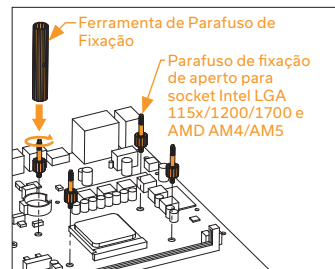 Ferramenta de Parafuso de
Fixação
Parafuso de fixação
de aperto para
socket Intel LGA
115x/1200/1700 e
AMD AM4/AM5